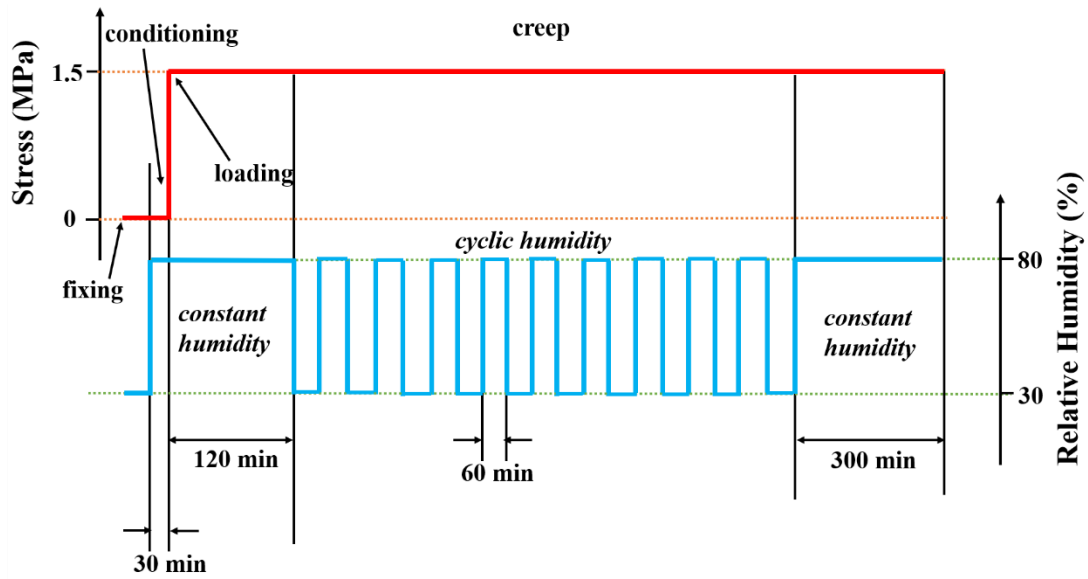 conditioning
creep
Stress (MPa)
1.5
loading
0
fixing
cyclic humidity
80
constant
humidity
constant
humidity
30
Relative Humidity (%)
120 min
60 min
300 min
30 min